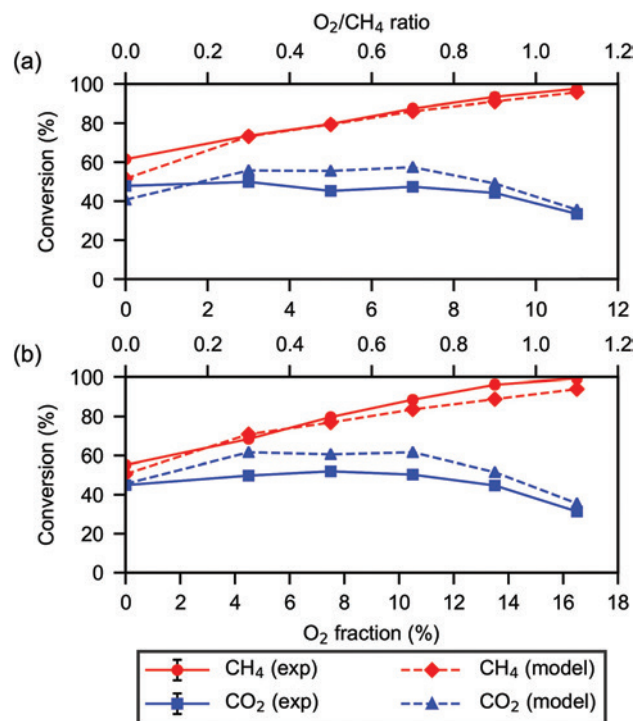 O₂/CH₄ ratio
0.0 0.2 0.4 0.6 0.8 1.0 1.2
(a)
100
80
60
40
20
0
Conversion (%)
0 2 4 6 8 10 12
0.0 0.2 0.4 0.6 0.8 1.0 1.2
(b)
100
80
60
40
20
0
Conversion (%)
0 2 4 6 8 10 12 14 16 18
O₂ fraction (%)
CH₄ (exp) CH₄ (model)
CO₂ (exp) CO₂ (model)